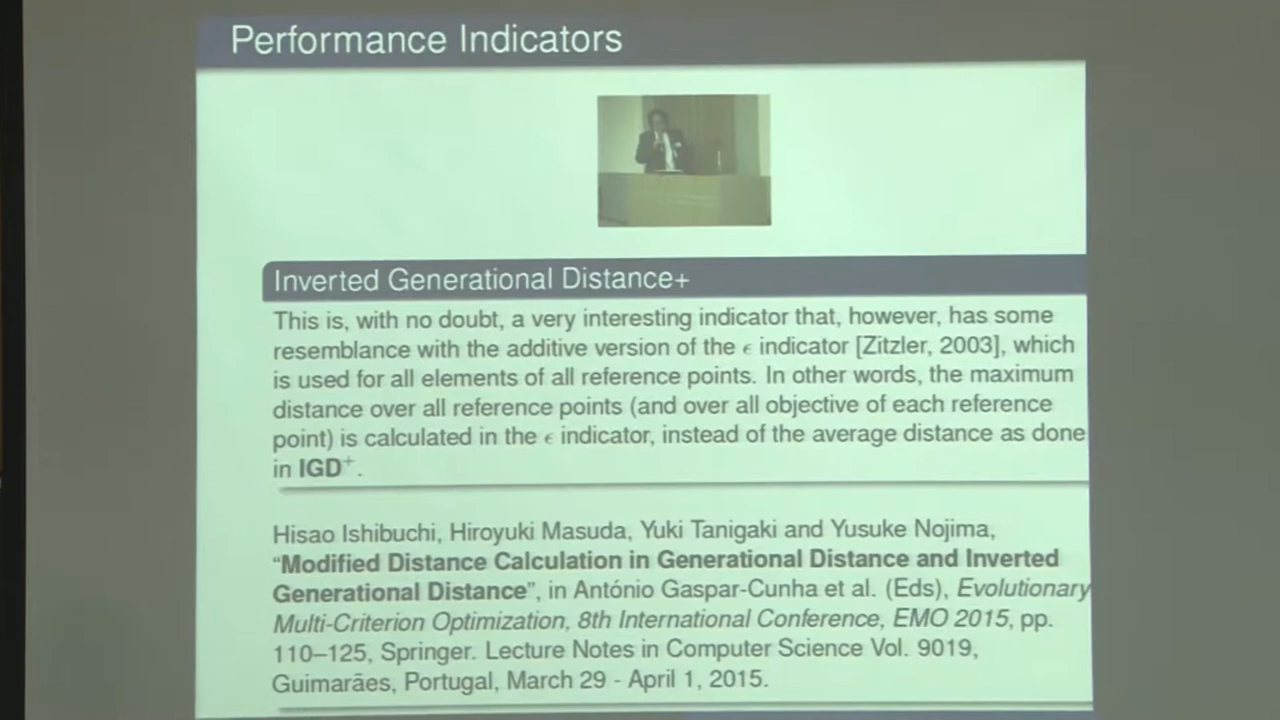 Performance Indicators
Inverted Generational Distance+
This is, with no doubt, a very interesting indicator that, however, has some
resemblance with the additive version of the ϵ indicator [Zitzler, 2003], which
is used for all elements of all reference points. In other words, the maximum
distance over all reference points (and over all objective of each reference
point) is calculated in the ϵ indicator, instead of the average distance as done
in IGD⁺.
Hisao Ishibuchi, Hiroyuki Masuda, Yuki Tanigaki and Yusuke Nojima,
“Modified Distance Calculation in Generational Distance and Inverted
Generational Distance”, in António Gaspar-Cunha et al. (Eds), Evolutionary
Multi-Criterion Optimization, 8th International Conference, EMO 2015, pp.
110–125, Springer. Lecture Notes in Computer Science Vol. 9019,
Guimarães, Portugal, March 29 - April 1, 2015.